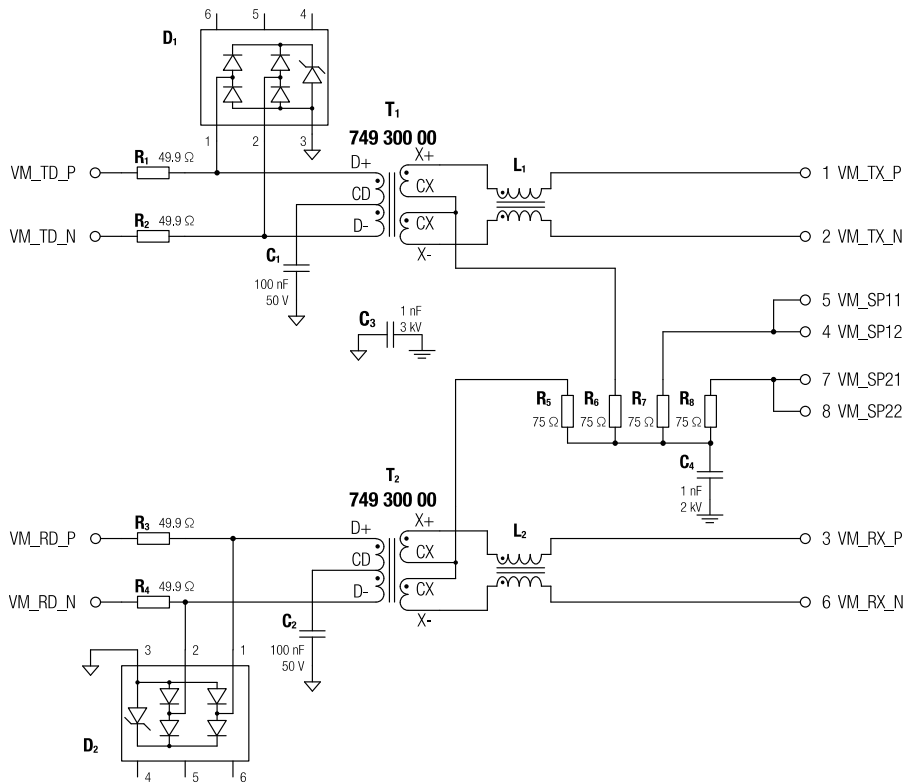 6 5 4
D₁
1 2 3
T₁
749 300 00
VM_TD_P R₁ 49.9 Ω D+ X+ L₁ 1 VM_TX_P
CD CX
VM_TD_N R₂ 49.9 Ω D- CX 2 VM_TX_N
X-
C₁
100 nF
50 V
5 VM_SP11
C₃ 1 nF
3 kV
4 VM_SP12
7 VM_SP21
R₅ R₆ R₇ R₈
75 Ω 75 Ω 75 Ω 75 Ω
8 VM_SP22
C₄
1 nF
2 kV
T₂
749 300 00
VM_RD_P R₃ 49.9 Ω D+ X+ L₂ 3 VM_RX_P
CD CX
VM_RD_N R₄ 49.9 Ω D- CX 6 VM_RX_N
X-
C₂
100 nF
50 V
3 2 1
D₂
4 5 6